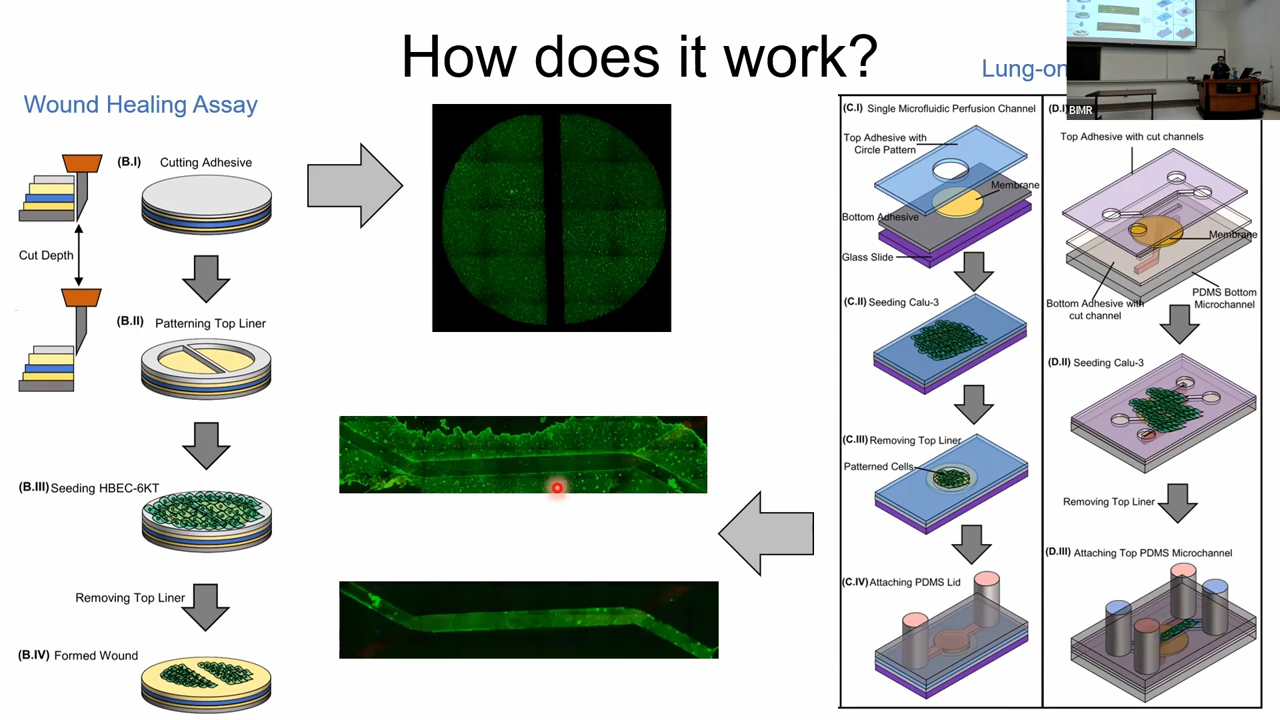 How does it work?
Wound Healing Assay
(B.I) Cutting Adhesive
Cut Depth
(B.II) Patterning Top Liner
(B.III) Seeding HBEC-6KT
Removing Top Liner
(B.IV) Formed Wound
Lung-on
(C.I) Single Microfluidic Perfusion Channel
Top Adhesive with
Circle Pattern
Membrane
Bottom Adhesive
Glass Slide
(C.II) Seeding Calu-3
(C.III) Removing Top Liner
Patterned Cells
(C.IV) Attaching PDMS Lid
BIMR
(D.I)
Top Adhesive with cut channels
Membrane
PDMS Bottom
Microchannel
Bottom Adhesive with
cut channel
(D.II) Seeding Calu-3
Removing Top Liner
(D.III) Attaching Top PDMS Microchannel